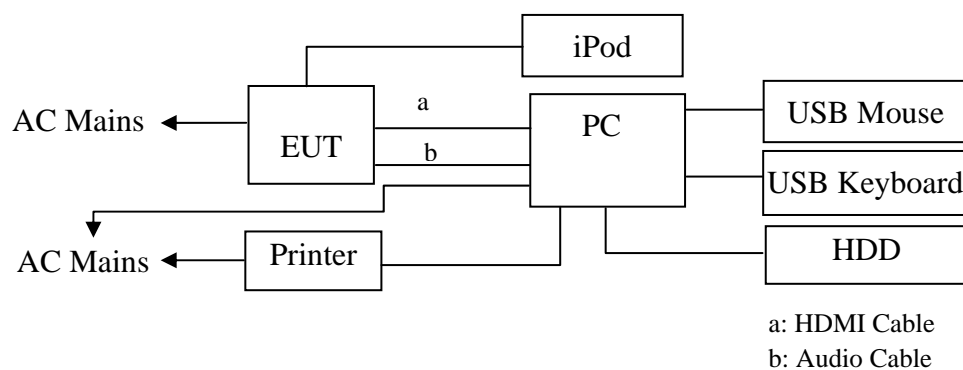 iPod
a
AC Mains
PC
USB Mouse
EUT
b
USB Keyboard
AC Mains
Printer
HDD
a: HDMI Cable
b: Audio Cable